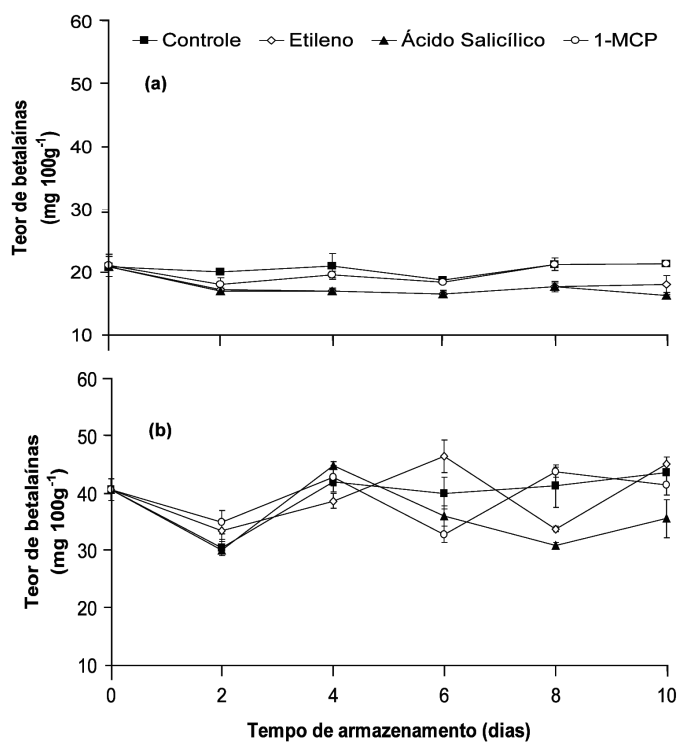 60
Controle Etileno Ácido Salicílico 1-MCP
(a)
50
40
30
20
10
Teor de betalaínas
(mg 100g-1)
60
(b)
50
40
30
20
10
Teor de betalaínas
(mg 100g-1)
0 2 4 6 8 10
Tempo de armazenamento (dias)